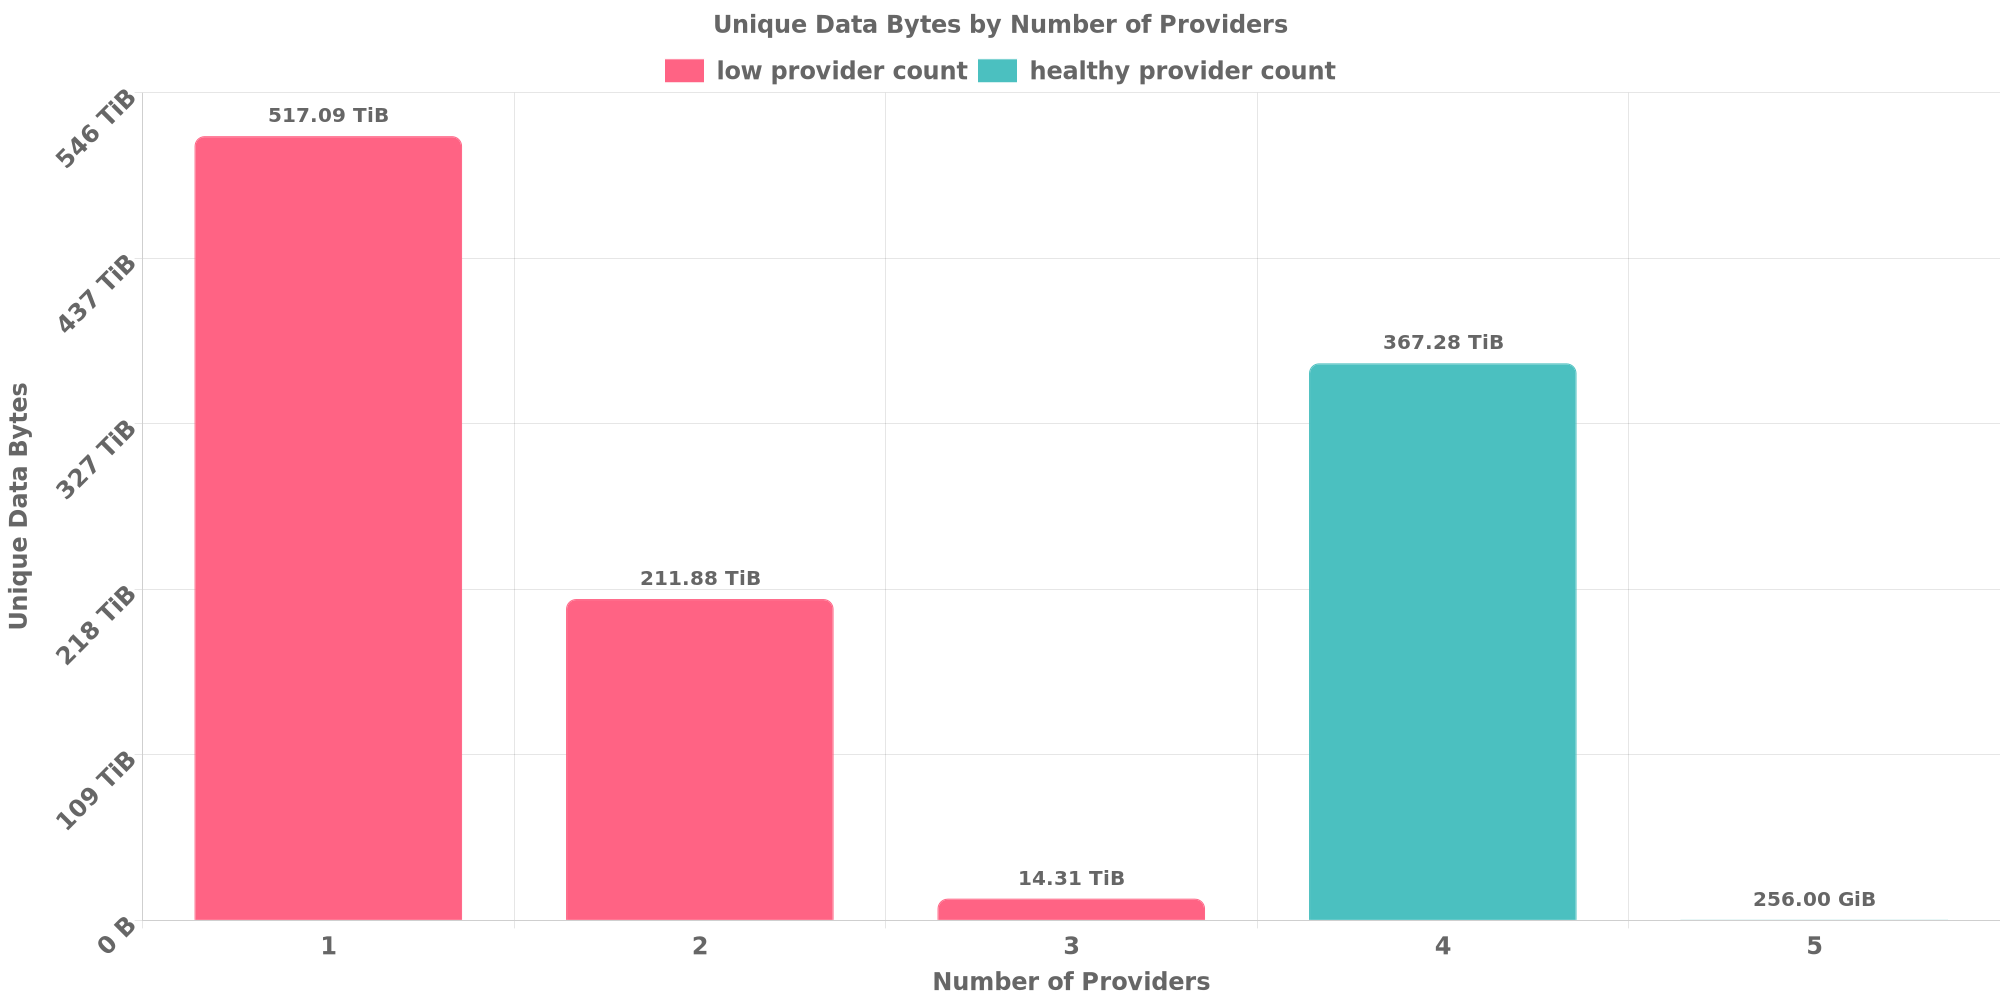 Unique Data Bytes by Number of Providers
low provider count
healthy provider count
546 TiB
437 TiB
327 TiB
218 TiB
109 TiB
0 B
Unique Data Bytes
517.09 TiB
211.88 TiB
14.31 TiB
367.28 TiB
256.00 GiB
1
2
3
4
5
Number of Providers